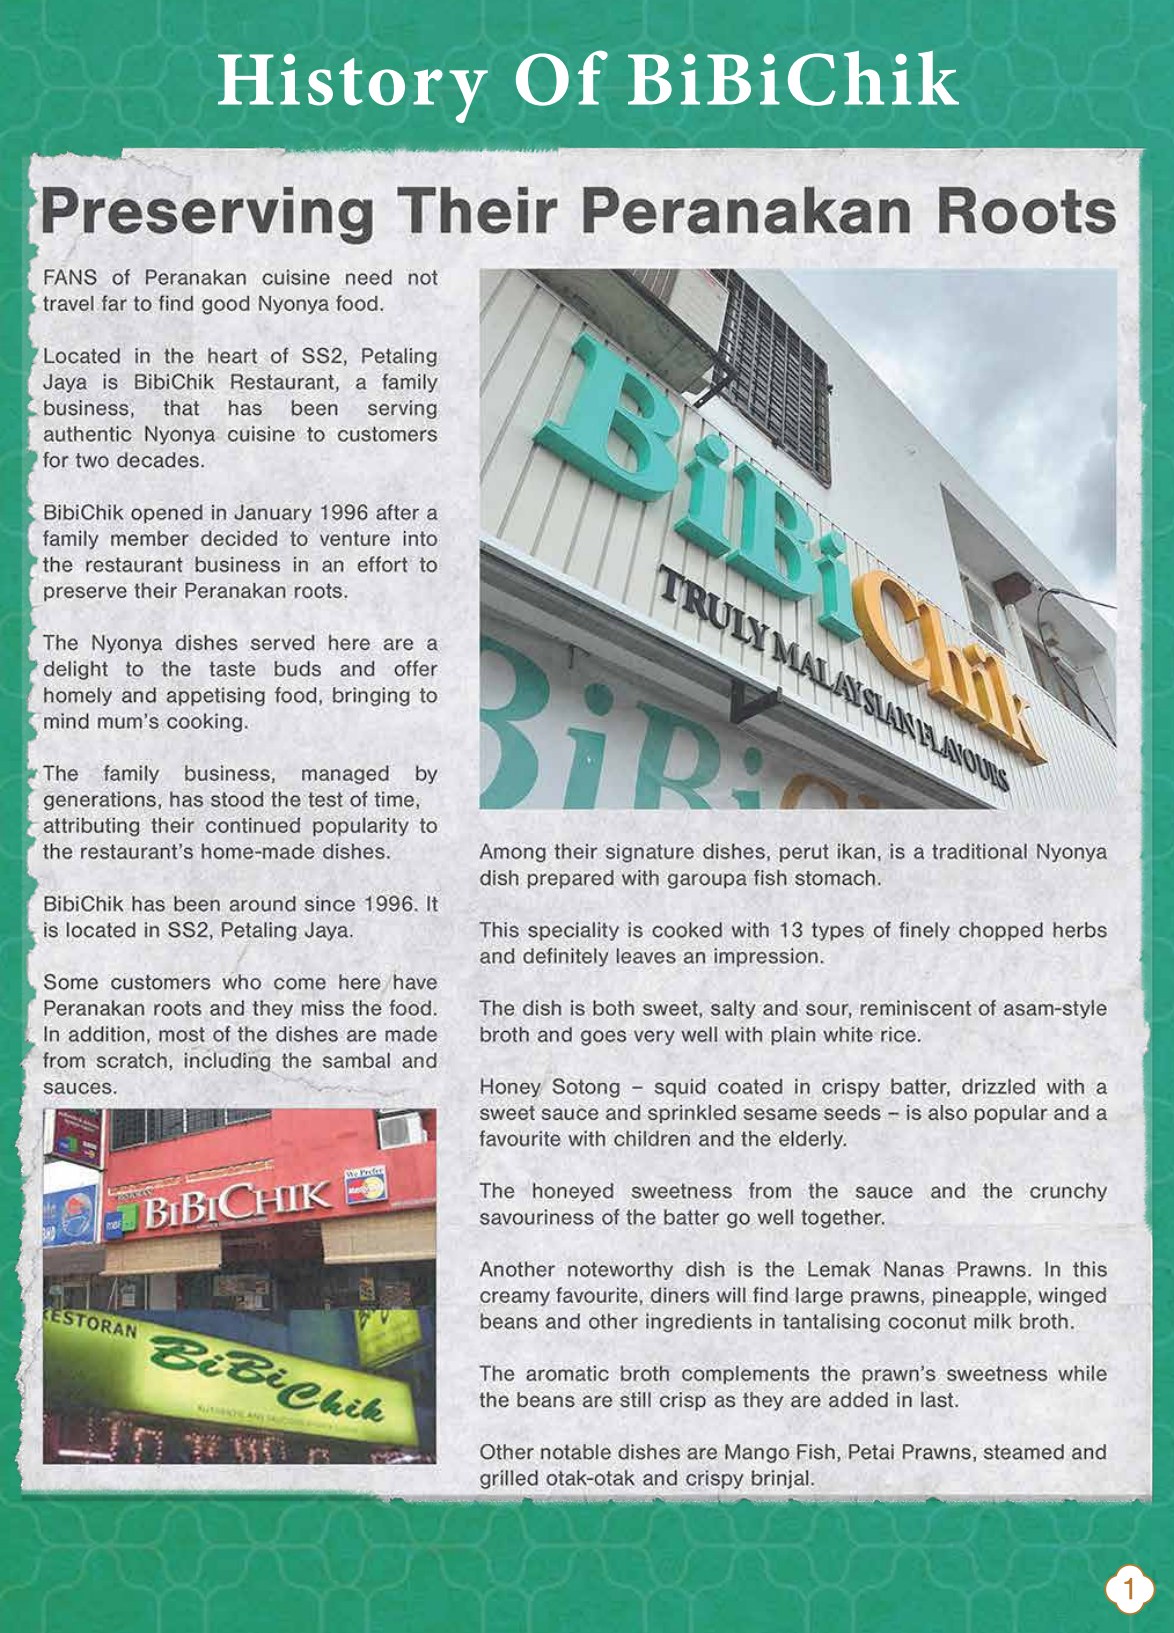 History Of BiBiChik
Preserving Their Peranakan Roots
FANS of Peranakan cuisine need not
travel far to find good Nyonya food.
Located in the heart of SS2, Petaling
Jaya is BibiChik Restaurant, a family
business, that has been serving
authentic Nyonya cuisine to customers
for two decades.
BibiChik opened in January 1996 after a
family member decided to venture into
the restaurant business in an effort to
preserve their Peranakan roots.
The Nyonya dishes served here are a
delight to the taste buds and offer
homely and appetising food, bringing to
mind mum's cooking.
The family business, managed by
generations, has stood the test of time,
attributing their continued popularity to
the restaurant's home-made dishes.
BibiChik has been around since 1996. It
is located in SS2, Petaling Jaya.
Some customers who come here have
Peranakan roots and they miss the food.
In addition, most of the dishes are made
from scratch, including the sambal and
sauces.
BiBiCHIK
We Prefer
RESTORAN
BiBiChik
BiBiChik
TRULY MALAYSIAN FLAVOURS
BiBiC
Among their signature dishes, perut ikan, is a traditional Nyonya
dish prepared with garoupa fish stomach.
This speciality is cooked with 13 types of finely chopped herbs
and definitely leaves an impression.
The dish is both sweet, salty and sour, reminiscent of asam-style
broth and goes very well with plain white rice.
Honey Sotong – squid coated in crispy batter, drizzled with a
sweet sauce and sprinkled sesame seeds – is also popular and a
favourite with children and the elderly.
The honeyed sweetness from the sauce and the crunchy
savouriness of the batter go well together.
Another noteworthy dish is the Lemak Nanas Prawns. In this
creamy favourite, diners will find large prawns, pineapple, winged
beans and other ingredients in tantalising coconut milk broth.
The aromatic broth complements the prawn's sweetness while
the beans are still crisp as they are added in last.
Other notable dishes are Mango Fish, Petai Prawns, steamed and
grilled otak-otak and crispy brinjal.
1